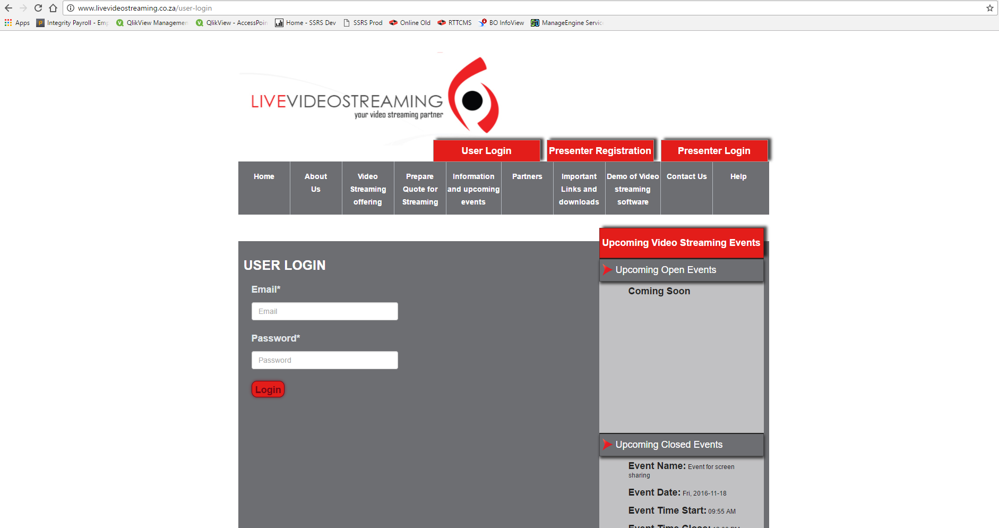 www.livevideostreaming.co.za/user-login
Apps Integrity Payroll - Emp QlikView Managemen QlikView - AccessPoin Home - SSRS Dev SSRS Prod Online Old RTTCMS BO InfoView ManageEngine Servic
LIVEVIDEOSTREAMING
your video streaming partner
User Login Presenter Registration Presenter Login
Home
About
Us
Video
Streaming
offering
Prepare
Quote for
Streaming
Information
and upcoming
events
Partners
Important
Links and
downloads
Demo of Video
streaming
software
Contact Us
Help
USER LOGIN
Email*
Email
Password*
Password
Login
Upcoming Video Streaming Events
Upcoming Open Events
Coming Soon
Upcoming Closed Events
Event Name: Event for screen
sharing
Event Date: Fri, 2016-11-18
Event Time Start: 09:55 AM
Event Time Close: